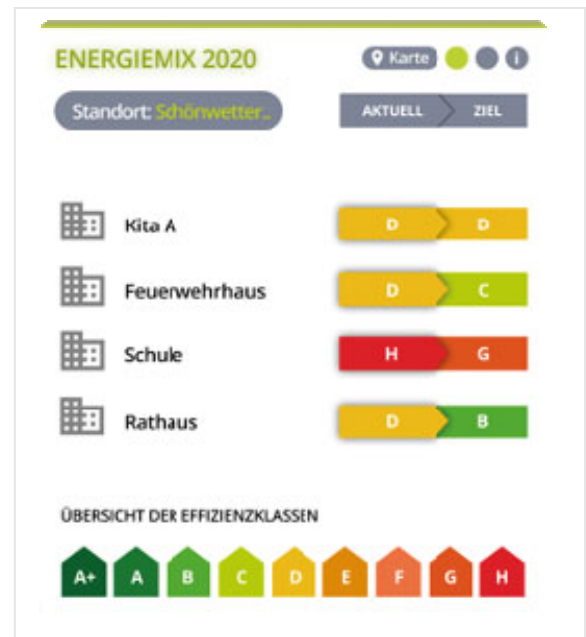 ENERGIEMIX 2020 Karte i
Standort: Schönwetter.. AKTUELL ZIEL
Kita A D D
Feuerwehrhaus D C
Schule H G
Rathaus D B
ÜBERSICHT DER EFFIZIENZKLASSEN
A+ A B C D E F G H